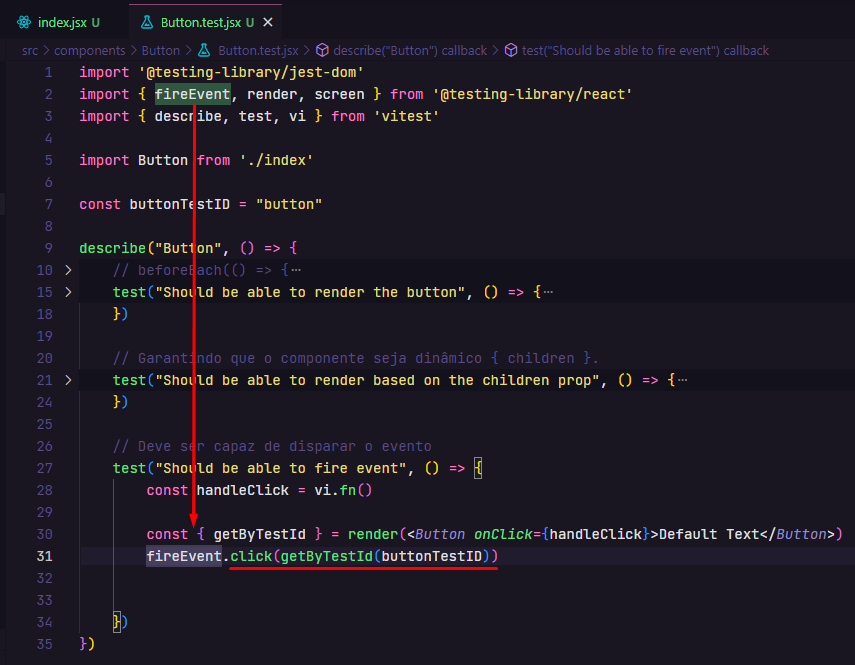 index.jsx U
Button.test.jsx U ×
src > components > Button > Button.test.jsx > describe("Button") callback > test("Should be able to fire event") callback
1 import '@testing-library/jest-dom'
2 import { fireEvent, render, screen } from '@testing-library/react'
3 import { describe, test, vi } from 'vitest'
4
5 import Button from './index'
6
7 const buttonTestID = "button"
8
9 describe("Button", () => {
10 > // beforeEach(() => {⋯
15 > test("Should be able to render the button", () => {⋯
18 })
19
20 // Garantindo que o componente seja dinâmico { children }.
21 > test("Should be able to render based on the children prop", () => {⋯
24 })
25
26 // Deve ser capaz de disparar o evento
27 test("Should be able to fire event", () => {
28 const handleClick = vi.fn()
29
30 const { getByTestId } = render(<Button onClick={handleClick}>Default Text</Button>)
31 fireEvent.click(getByTestId(buttonTestID))
32
33
34 })
35 })